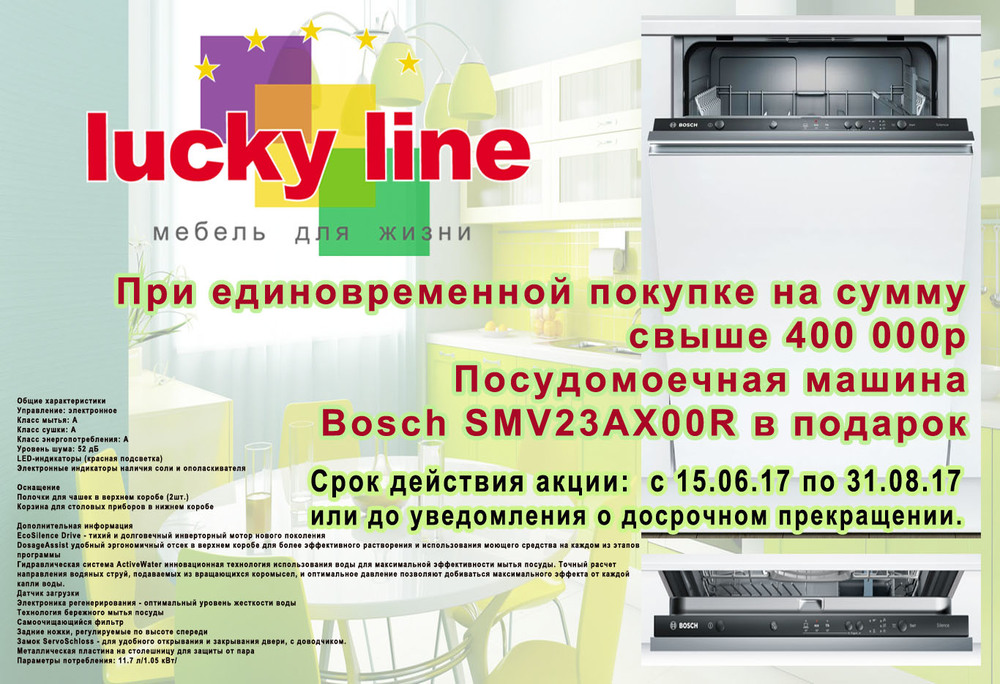 lucky line
мебель для жизни
BOSCH
При единовременной покупке на сумму
свыше 400 000р
Посудомоечная машина
Bosch SMV23AX00R в подарок
Срок действия акции: с 15.06.17 по 31.08.17
или до уведомления о досрочном прекращении.
Общие характеристики
Управление: электронное
Класс мытья: А
Класс сушки: А
Класс энергопотребления: А
Уровень шума: 52 дБ
LED-индикаторы (красная подсветка)
Электронные индикаторы наличия соли и ополаскивателя
Оснащение
Полочки для чашек в верхнем коробе (2шт.)
Корзина для столовых приборов в нижнем коробе
Дополнительная информация
EcoSilence Drive - тихий и долговечный инверторный мотор нового поколения
DosageAssist удобный эргономичный отсек в верхнем коробе для более эффективного растворения и использования моющего средства на каждом из этапов
программы
Гидравлическая система ActiveWater инновационная технология использования воды для максимальной эффективности мытья посуды. Точный расчет
направления водяных струй, подаваемых из вращающихся коромысел, и оптимальное давление позволяют добиваться максимального эффекта от каждой
капли воды.
Датчик загрузки
Электроника регенерирования - оптимальный уровень жесткости воды
Технология бережного мытья посуды
Самоочищающийся фильтр
Задние ножки, регулируемые по высоте спереди
Замок ServoSchloss - для удобного открывания и закрывания двери, с доводчиком.
Металлическая пластина на столешницу для защиты от пара
Параметры потребления: 11.7 л/1.05 кВт/
BOSCH